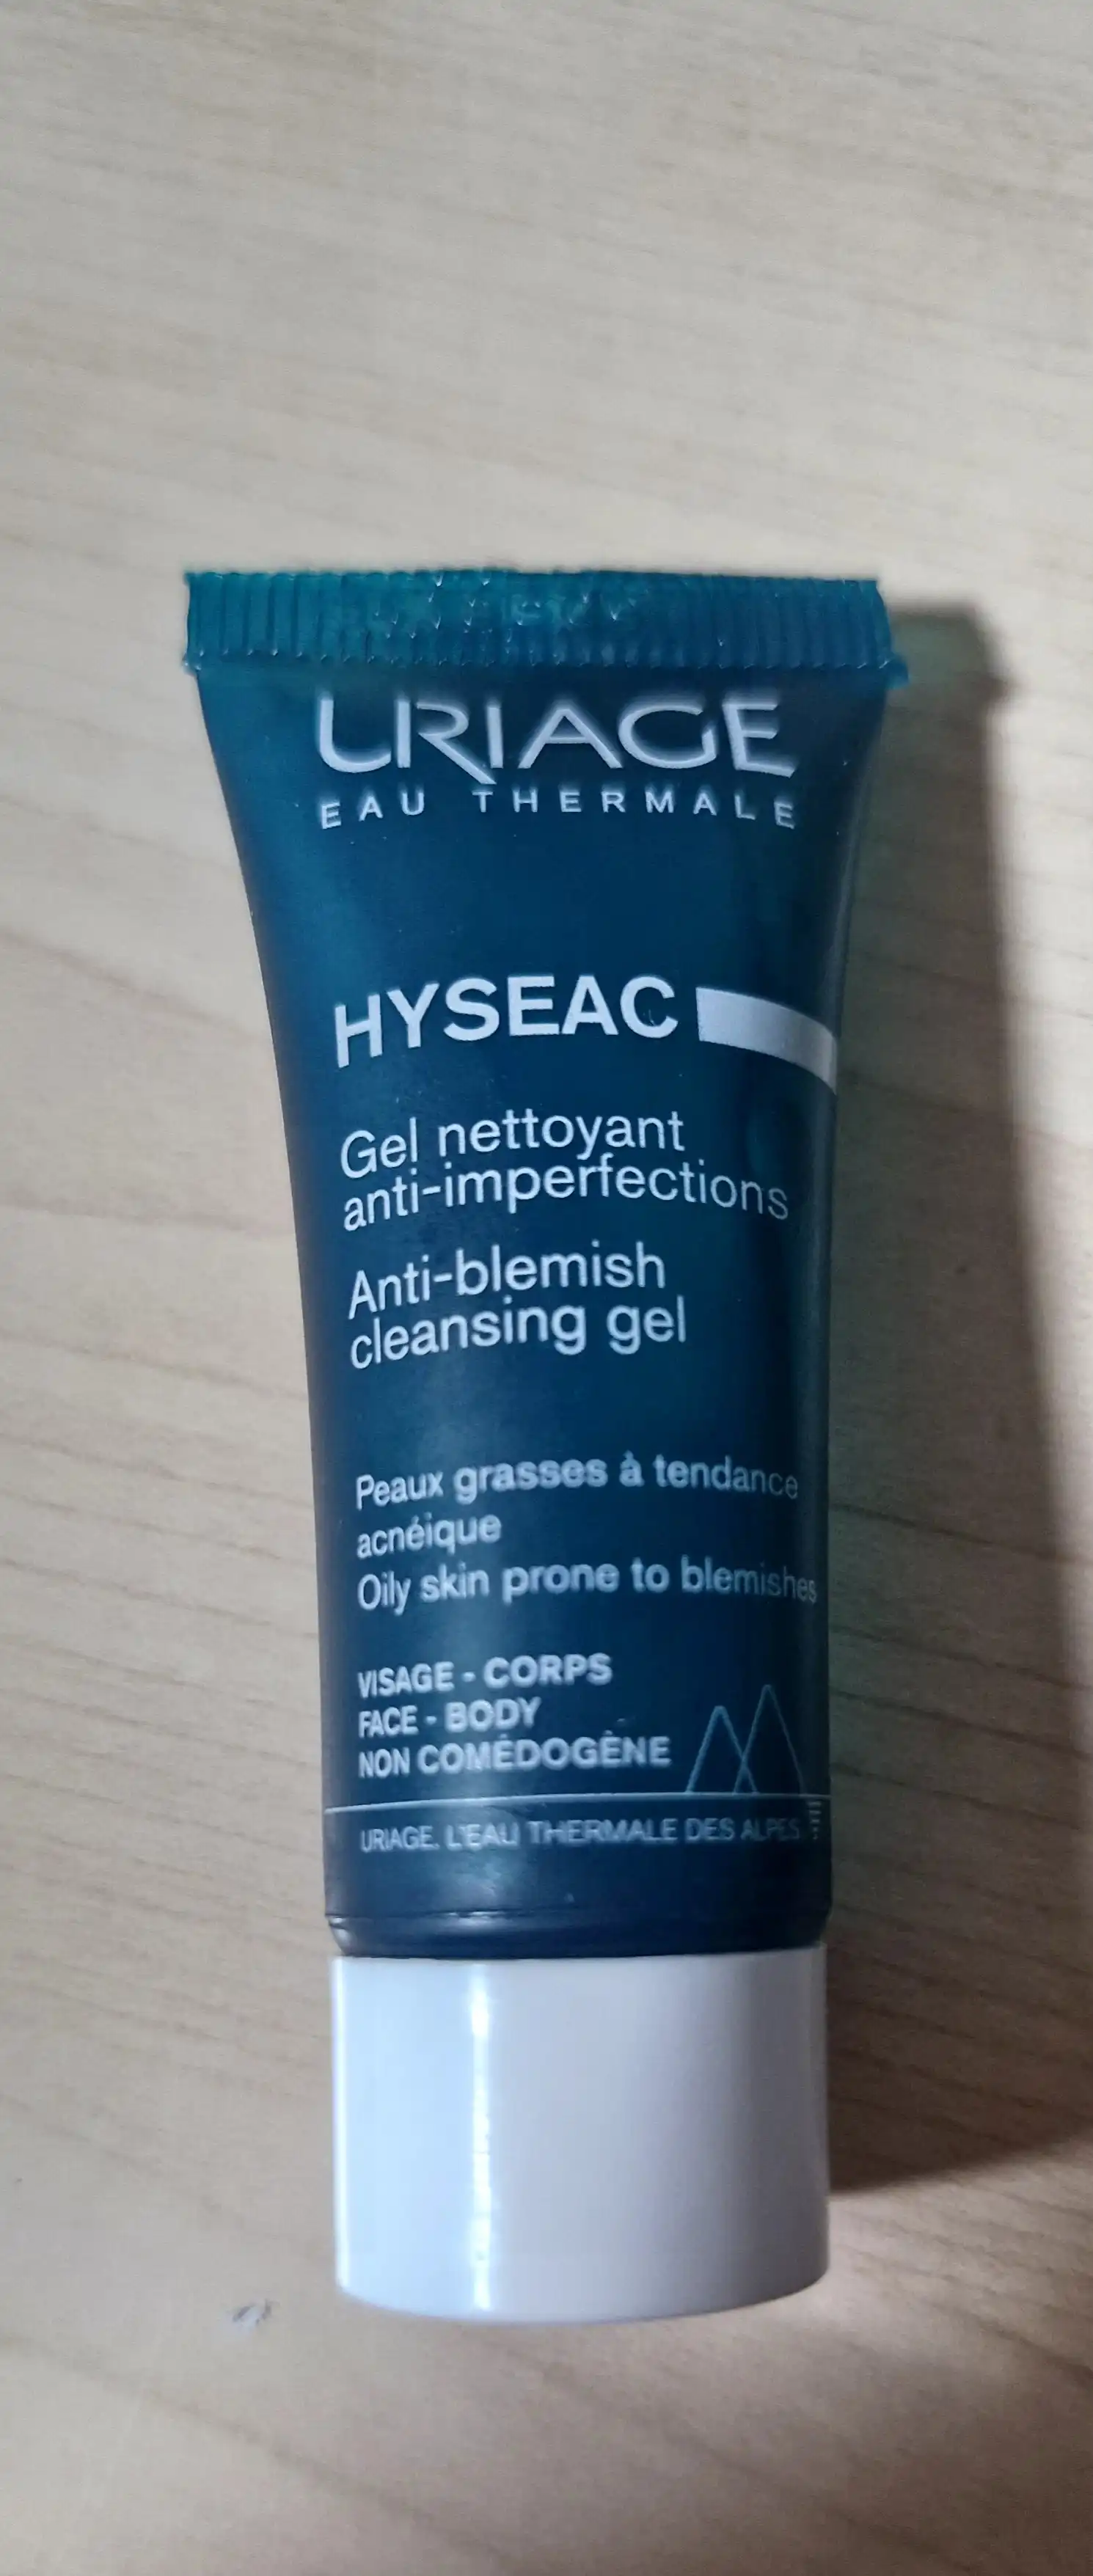 URIAGE
EAU THERMALE
HYSEAC
Gel nettoyant
anti-imperfections
Anti-blemish
cleansing gel
Peaux grasses à tendance
acnéique
Oily skin prone to blemishes
VISAGE - CORPS
FACE - BODY
NON COMÉDOGÈNE
URIAGE, L'EAU THERMALE DES ALPES